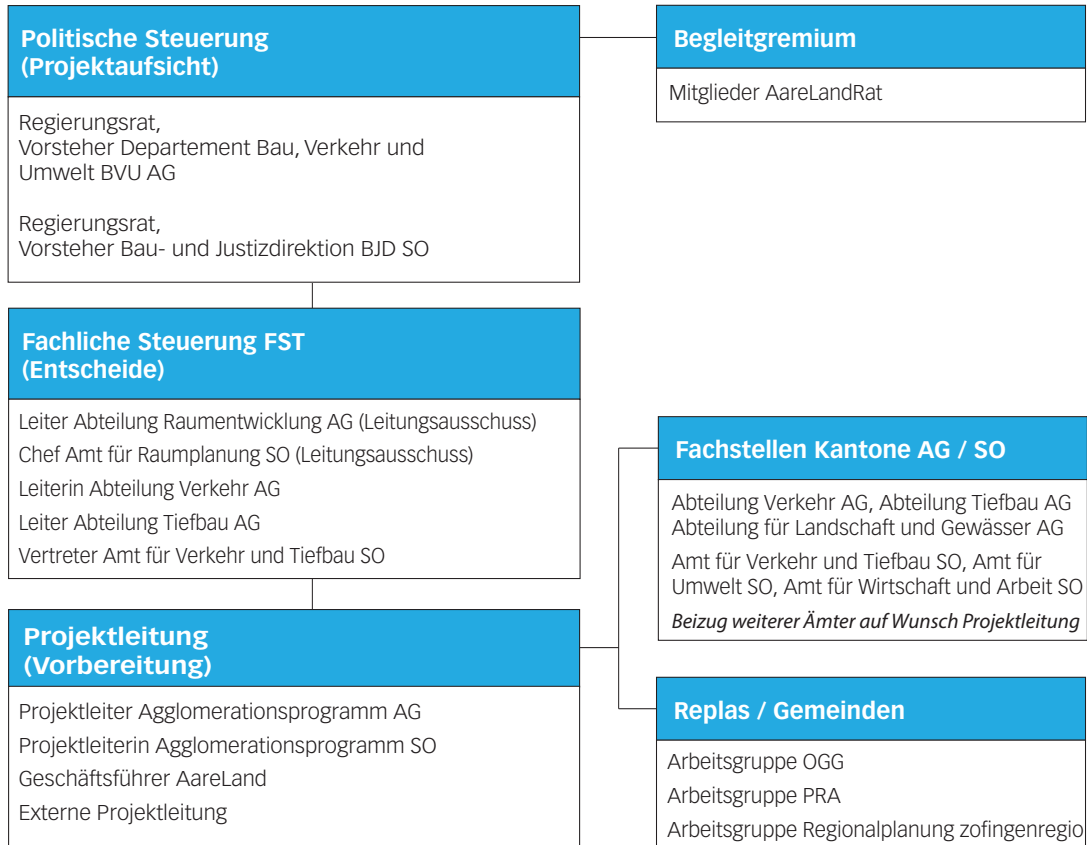 Politische Steuerung
(Projektaufsicht)
Regierungsrat,
Vorsteher Departement Bau, Verkehr und
Umwelt BVU AG
Regierungsrat,
Vorsteher Bau- und Justizdirektion BJD SO
Begleitgremium
Mitglieder AareLandRat
Fachliche Steuerung FST
(Entscheide)
Leiter Abteilung Raumentwicklung AG (Leitungsausschuss)
Chef Amt für Raumplanung SO (Leitungsausschuss)
Leiterin Abteilung Verkehr AG
Leiter Abteilung Tiefbau AG
Vertreter Amt für Verkehr und Tiefbau SO
Fachstellen Kantone AG / SO
Abteilung Verkehr AG, Abteilung Tiefbau AG
Abteilung für Landschaft und Gewässer AG
Amt für Verkehr und Tiefbau SO, Amt für
Umwelt SO, Amt für Wirtschaft und Arbeit SO
Beizug weiterer Ämter auf Wunsch Projektleitung
Projektleitung
(Vorbereitung)
Projektleiter Agglomerationsprogramm AG
Projektleiterin Agglomerationsprogramm SO
Geschäftsführer AareLand
Externe Projektleitung
Replas / Gemeinden
Arbeitsgruppe OGG
Arbeitsgruppe PRA
Arbeitsgruppe Regionalplanung zofingenregio